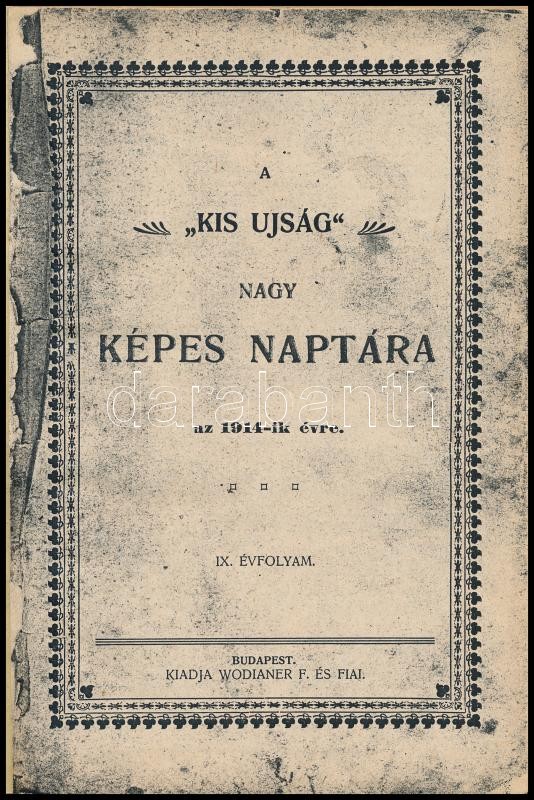 A
„KIS UJSÁG“
NAGY
KÉPES NAPTÁRA
darabanth
az 1914-ik évre.
IX. ÉVFOLYAM.
BUDAPEST.
KIADJA WODIANER F. ÉS FIAI.